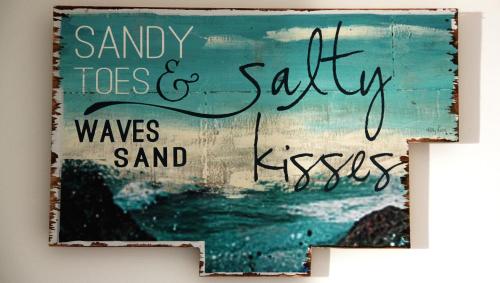 SANDY
TOES & salty
WAVES
SAND kisses